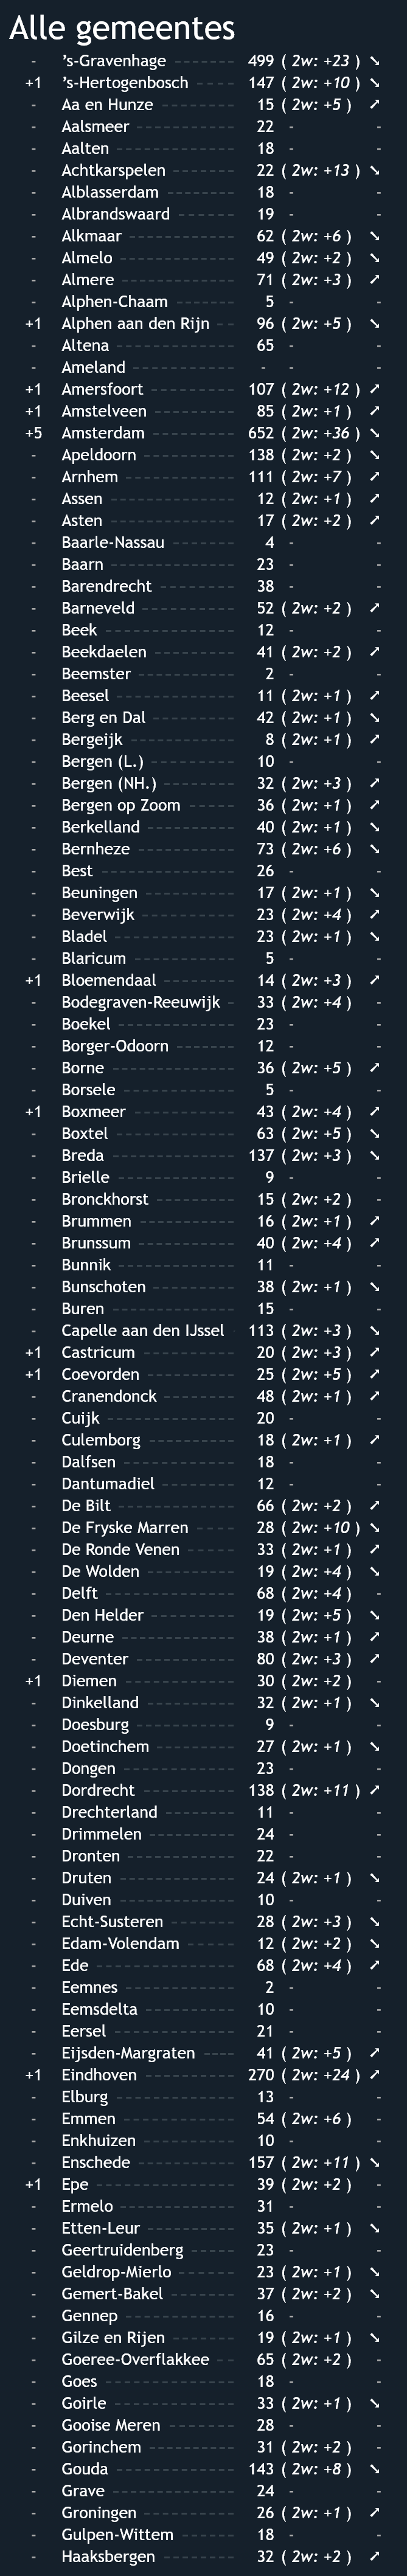 Alle gemeentes
- 's-Gravenhage 499 ( 2w: +23 ) ➘
+1 's-Hertogenbosch 147 ( 2w: +10 ) ➘
- Aa en Hunze 15 ( 2w: +5 ) ➚
- Aalsmeer 22 - -
- Aalten 18 - -
- Achtkarspelen 22 ( 2w: +13 ) ➘
- Alblasserdam 18 - -
- Albrandswaard 19 - -
- Alkmaar 62 ( 2w: +6 ) ➘
- Almelo 49 ( 2w: +2 ) ➘
- Almere 71 ( 2w: +3 ) ➚
- Alphen-Chaam 5 - -
+1 Alphen aan den Rijn 96 ( 2w: +5 ) ➘
- Altena 65 - -
- Ameland - - -
+1 Amersfoort 107 ( 2w: +12 ) ➚
+1 Amstelveen 85 ( 2w: +1 ) ➚
+5 Amsterdam 652 ( 2w: +36 ) ➘
- Apeldoorn 138 ( 2w: +2 ) ➘
- Arnhem 111 ( 2w: +7 ) ➚
- Assen 12 ( 2w: +1 ) ➚
- Asten 17 ( 2w: +2 ) ➚
- Baarle-Nassau 4 - -
- Baarn 23 - -
- Barendrecht 38 - -
- Barneveld 52 ( 2w: +2 ) ➚
- Beek 12 - -
- Beekdaelen 41 ( 2w: +2 ) ➚
- Beemster 2 - -
- Beesel 11 ( 2w: +1 ) ➚
- Berg en Dal 42 ( 2w: +1 ) ➘
- Bergeijk 8 ( 2w: +1 ) ➚
- Bergen (L.) 10 - -
- Bergen (NH.) 32 ( 2w: +3 ) ➚
- Bergen op Zoom 36 ( 2w: +1 ) ➚
- Berkelland 40 ( 2w: +1 ) ➘
- Bernheze 73 ( 2w: +6 ) ➘
- Best 26 - -
- Beuningen 17 ( 2w: +1 ) ➘
- Beverwijk 23 ( 2w: +4 ) ➚
- Bladel 23 ( 2w: +1 ) ➘
- Blaricum 5 - -
+1 Bloemendaal 14 ( 2w: +3 ) ➚
- Bodegraven-Reeuwijk 33 ( 2w: +4 ) -
- Boekel 23 - -
- Borger-Odoorn 12 - -
- Borne 36 ( 2w: +5 ) ➚
- Borsele 5 - -
+1 Boxmeer 43 ( 2w: +4 ) ➚
- Boxtel 63 ( 2w: +5 ) ➘
- Breda 137 ( 2w: +3 ) ➘
- Brielle 9 - -
- Bronckhorst 15 ( 2w: +2 ) -
- Brummen 16 ( 2w: +1 ) ➚
- Brunssum 40 ( 2w: +4 ) ➚
- Bunnik 11 - -
- Bunschoten 38 ( 2w: +1 ) ➘
- Buren 15 - -
- Capelle aan den IJssel 113 ( 2w: +3 ) ➘
+1 Castricum 20 ( 2w: +3 ) ➚
+1 Coevorden 25 ( 2w: +5 ) ➚
- Cranendonck 48 ( 2w: +1 ) ➚
- Cuijk 20 - -
- Culemborg 18 ( 2w: +1 ) ➚
- Dalfsen 18 - -
- Dantumadiel 12 - -
- De Bilt 66 ( 2w: +2 ) ➚
- De Fryske Marren 28 ( 2w: +10 ) ➘
- De Ronde Venen 33 ( 2w: +1 ) ➚
- De Wolden 19 ( 2w: +4 ) ➘
- Delft 68 ( 2w: +4 ) -
- Den Helder 19 ( 2w: +5 ) ➘
- Deurne 38 ( 2w: +1 ) ➚
- Deventer 80 ( 2w: +3 ) ➚
+1 Diemen 30 ( 2w: +2 ) -
- Dinkelland 32 ( 2w: +1 ) ➘
- Doesburg 9 - -
- Doetinchem 27 ( 2w: +1 ) ➘
- Dongen 23 - -
- Dordrecht 138 ( 2w: +11 ) ➚
- Drechterland 11 - -
- Drimmelen 24 - -
- Dronten 22 - -
- Druten 24 ( 2w: +1 ) ➘
- Duiven 10 - -
- Echt-Susteren 28 ( 2w: +3 ) ➘
- Edam-Volendam 12 ( 2w: +2 ) ➘
- Ede 68 ( 2w: +4 ) ➚
- Eemnes 2 - -
- Eemsdelta 10 - -
- Eersel 21 - -
- Eijsden-Margraten 41 ( 2w: +5 ) ➚
+1 Eindhoven 270 ( 2w: +24 ) ➚
- Elburg 13 - -
- Emmen 54 ( 2w: +6 ) -
- Enkhuizen 10 - -
- Enschede 157 ( 2w: +11 ) ➘
+1 Epe 39 ( 2w: +2 ) -
- Ermelo 31 - -
- Etten-Leur 35 ( 2w: +1 ) ➘
- Geertruidenberg 23 - -
- Geldrop-Mierlo 23 ( 2w: +1 ) ➘
- Gemert-Bakel 37 ( 2w: +2 ) ➘
- Gennep 16 - -
- Gilze en Rijen 19 ( 2w: +1 ) ➘
- Goeree-Overflakkee 65 ( 2w: +2 ) -
- Goes 18 - -
- Goirle 33 ( 2w: +1 ) ➘
- Gooise Meren 28 - -
- Gorinchem 31 ( 2w: +2 ) -
- Gouda 143 ( 2w: +8 ) ➘
- Grave 24 - -
- Groningen 26 ( 2w: +1 ) ➚
- Gulpen-Wittem 18 - -
- Haaksbergen 32 ( 2w: +2 ) ➚